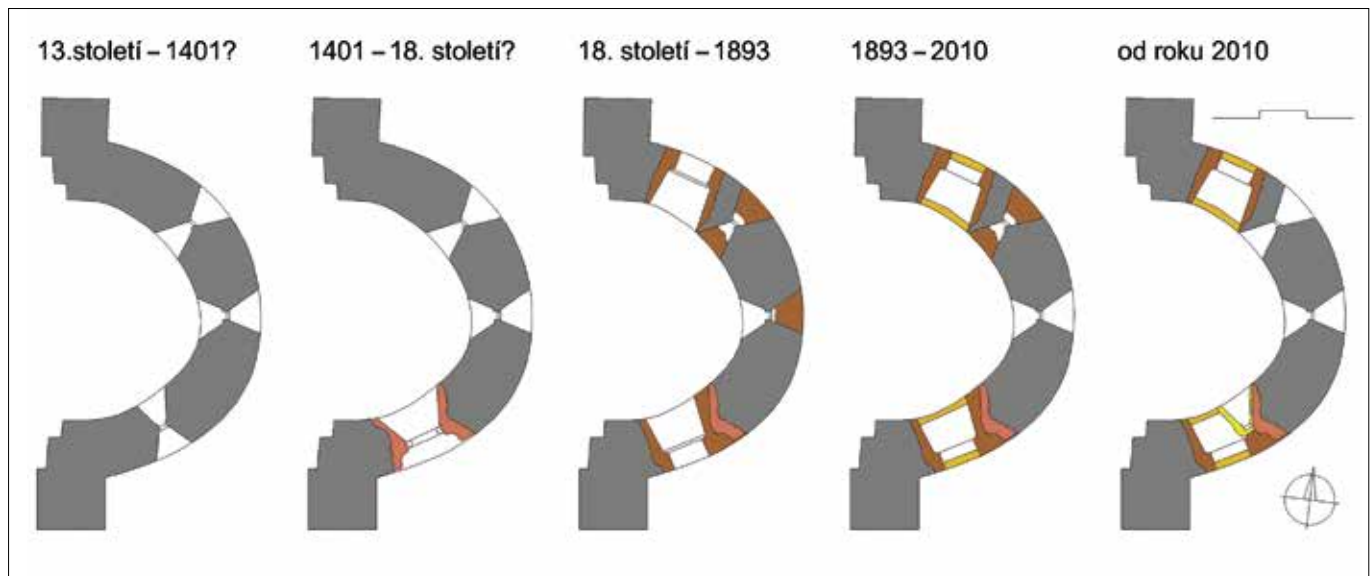 13.století – 1401?
1401 – 18. století?
18. století – 1893
1893 – 2010
od roku 2010